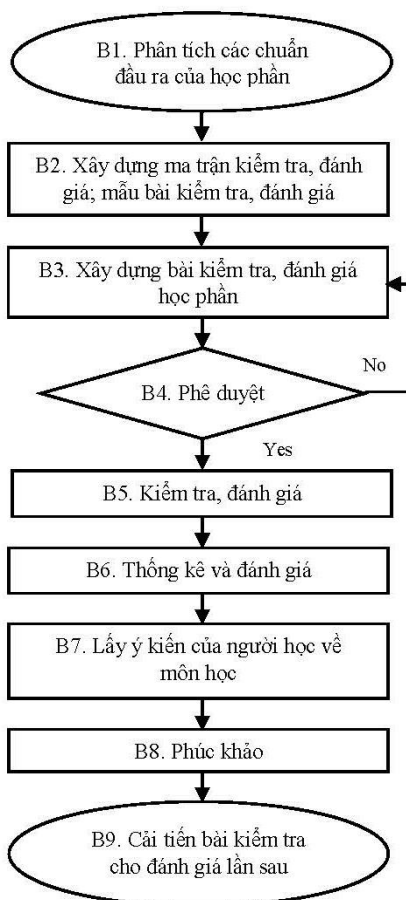 B1. Phân tích các chuẩn
đầu ra của học phần
B2. Xây dựng ma trận kiểm tra, đánh
giá; mẫu bài kiểm tra, đánh giá
B3. Xây dựng bài kiểm tra, đánh giá
học phần
No
B4. Phê duyệt
Yes
B5. Kiểm tra, đánh giá
B6. Thống kê và đánh giá
B7. Lấy ý kiến của người học về
môn học
B8. Phúc khảo
B9. Cải tiến bài kiểm tra
cho đánh giá lần sau